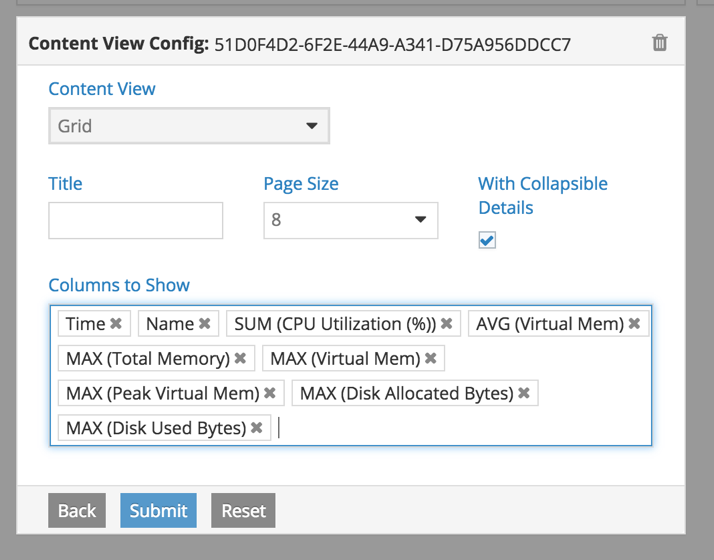 Content View Config: 51D0F4D2-6F2E-44A9-A341-D75A956DDCC7
Content View
Grid
Title Page Size With Collapsible Details
8
Columns to Show
Time Name SUM (CPU Utilization (%)) AVG (Virtual Mem)
MAX (Total Memory) MAX (Virtual Mem)
MAX (Peak Virtual Mem) MAX (Disk Allocated Bytes)
MAX (Disk Used Bytes)
Back Submit Reset